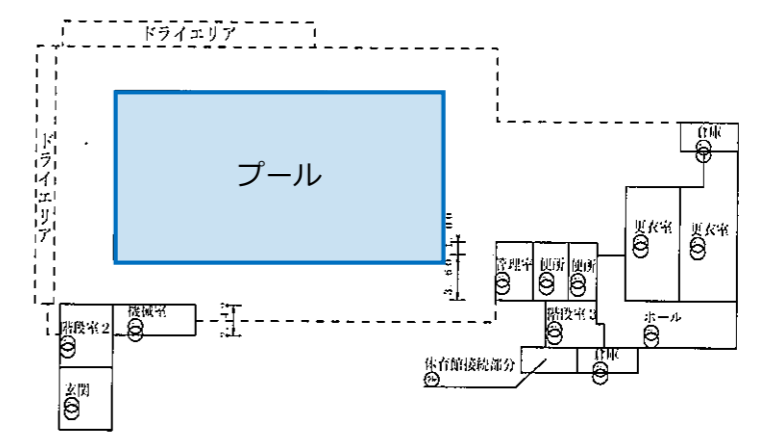 ドライエリア
ドライエリア
プール
倉庫
更衣室
更衣室
管理室
便所
便所
機械室
階段室2
階段室3
ホール
体育館接続部分
倉庫
玄関